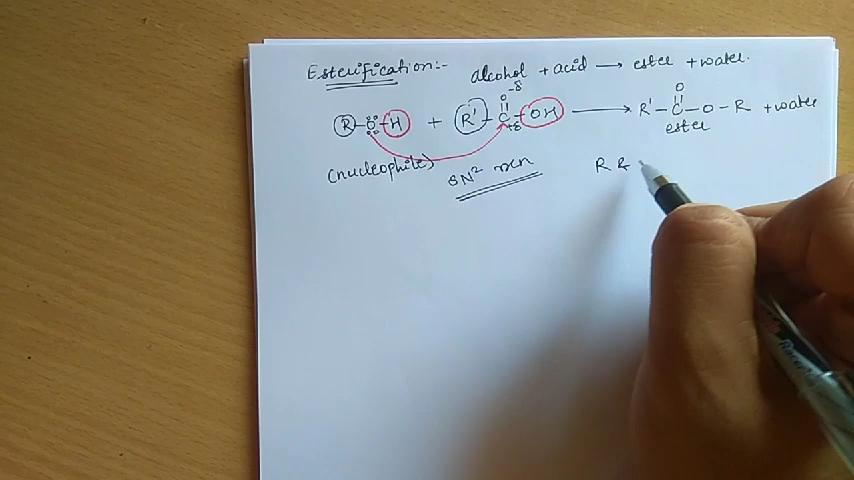 Esterification:- alcohol + acid → ester + water.
O -δ O
R-O-H + R'-C-OH → R'-C-O-R + water
+δ ester
(nucleophile) SN² rxn R &